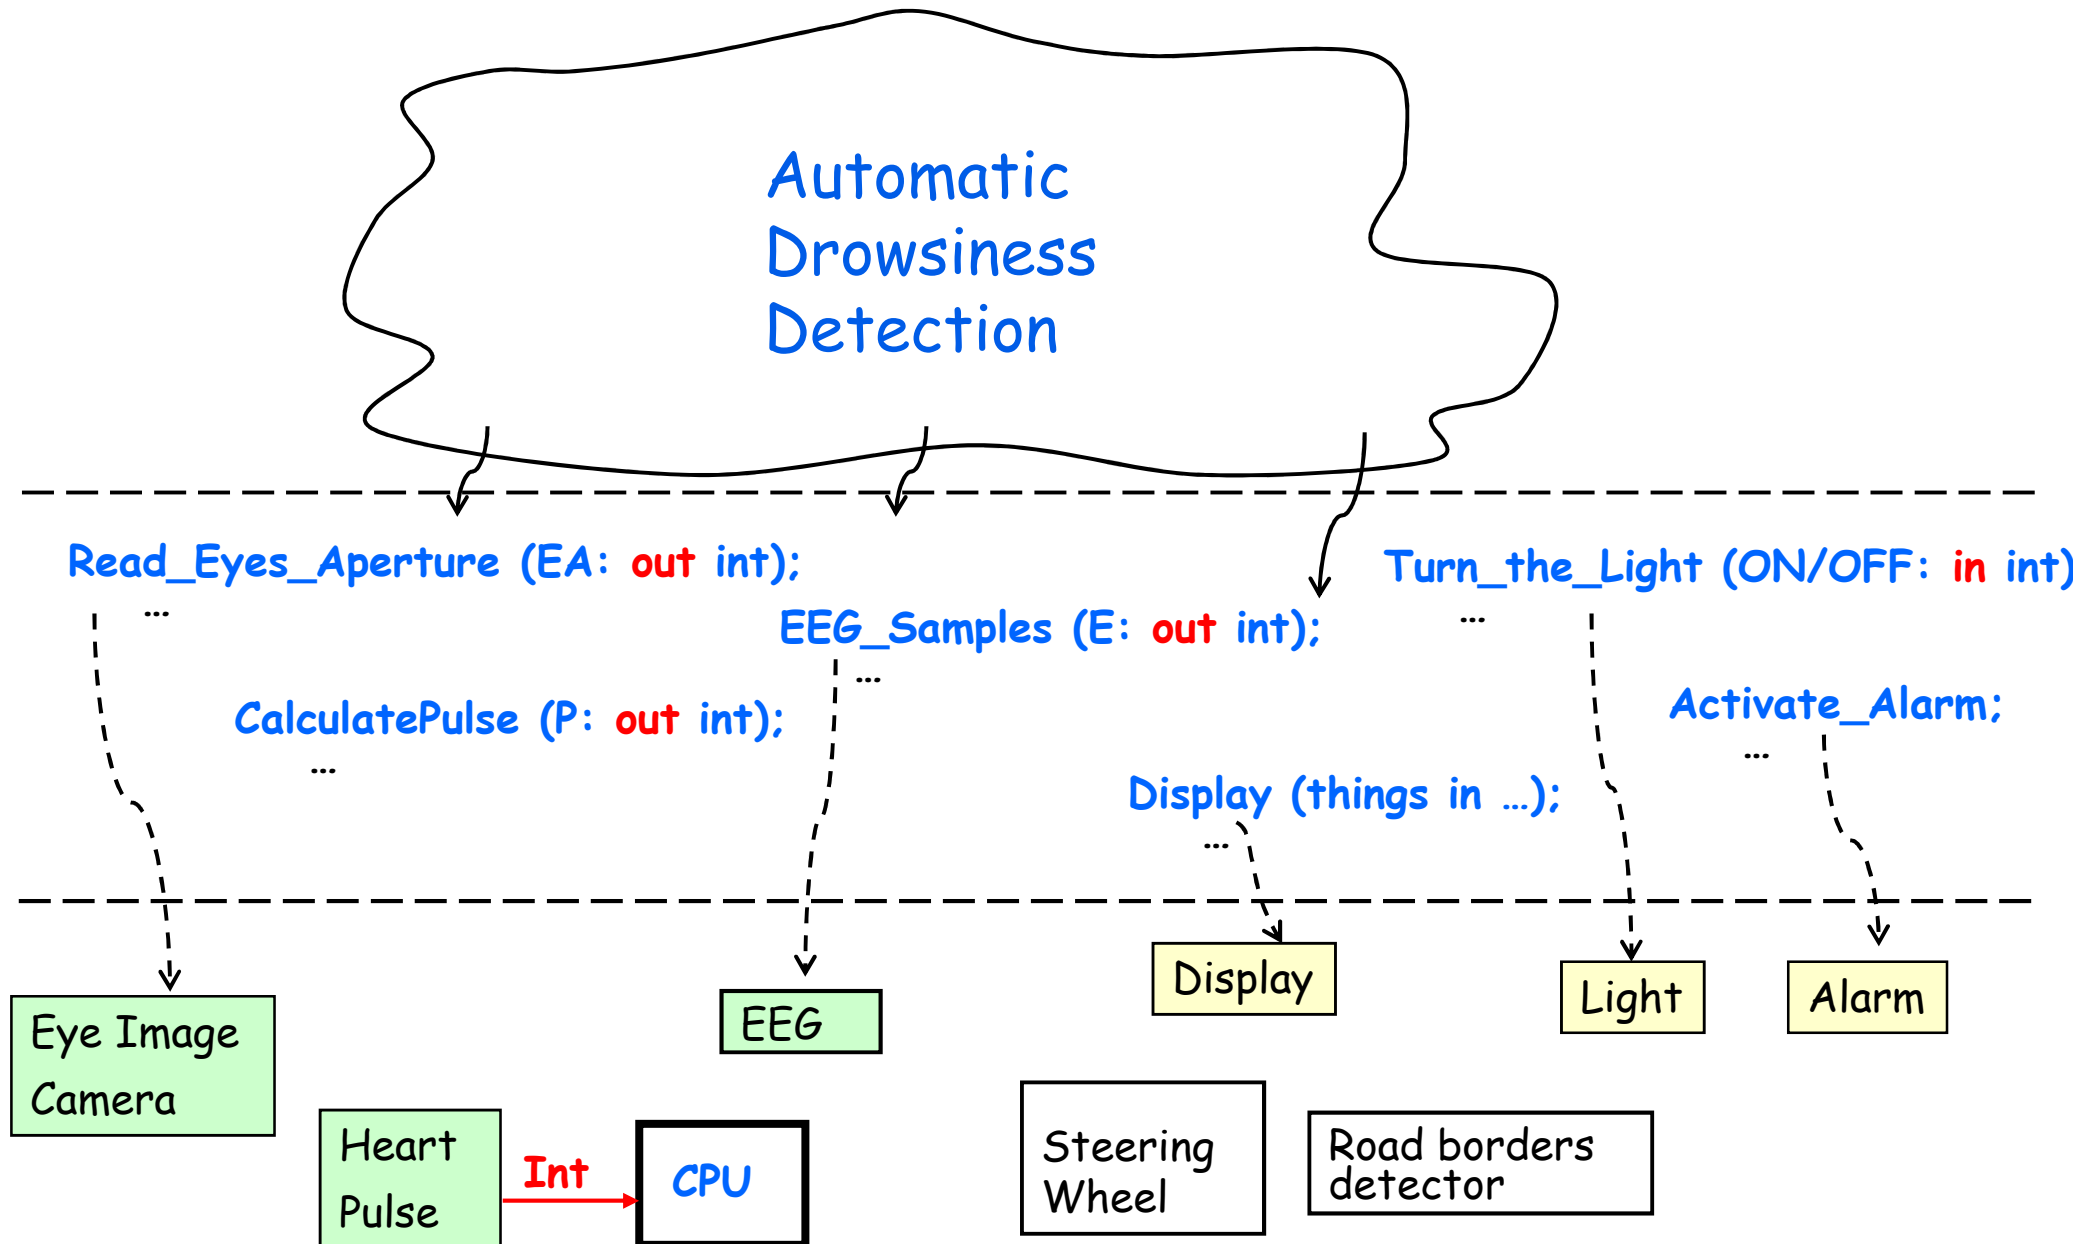 Automatic
Drowsiness
Detection
Read_Eyes_Aperture (EA: out int);
...
Turn_the_Light (ON/OFF: in int)
...
EEG_Samples (E: out int);
...
CalculatePulse (P: out int);
...
Activate_Alarm;
...
Display (things in ...);
...
Display
Light
Alarm
EEG
Eye Image
Camera
Heart
Pulse
Int
CPU
Steering
Wheel
Road borders
detector